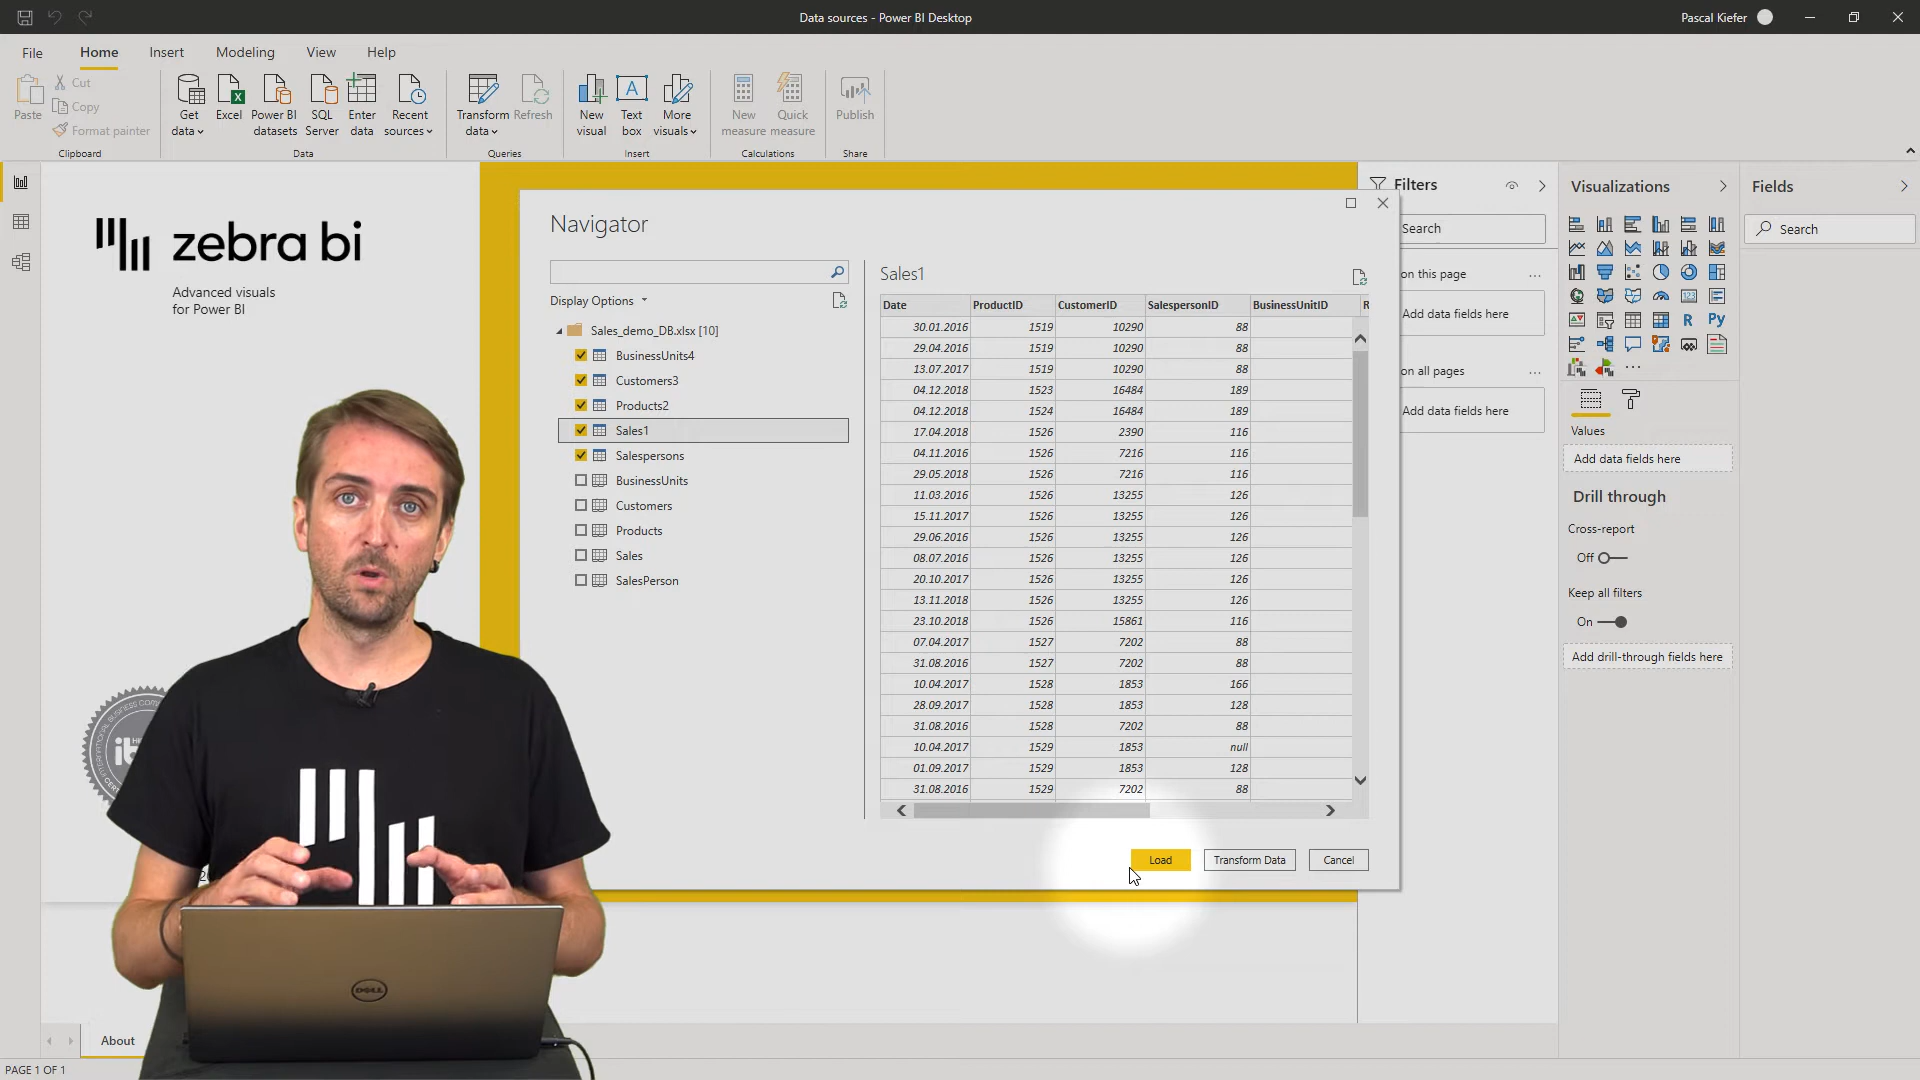 Data sources - Power BI Desktop
Pascal Kiefer
File
Home
Insert
Modeling
View
Help
Paste
Cut
Copy
Format painter
Clipboard
Get data
Excel
Power BI datasets
SQL Server
Enter data
Recent sources
Data
Transform data
Refresh
Queries
New visual
Text box
More visuals
Insert
New measure
Quick measure
Calculations
Publish
Share
zebra bi
Advanced visuals
for Power BI
Navigator
Display Options
Sales_demo_DB.xlsx [10]
BusinessUnits4
Customers3
Products2
Sales1
Salespersons
BusinessUnits
Customers
Products
Sales
SalesPerson
Sales1
Date ProductID CustomerID SalespersonID BusinessUnitID R
30.01.2016 1519 10290 88
29.04.2016 1519 10290 88
13.07.2017 1519 10290 88
04.12.2018 1523 16484 189
04.12.2018 1524 16484 189
17.04.2018 1526 2390 116
04.11.2016 1526 7216 116
29.05.2018 1526 7216 116
11.03.2016 1526 13255 126
15.11.2017 1526 13255 126
29.06.2016 1526 13255 126
08.07.2016 1526 13255 126
20.10.2017 1526 13255 126
13.11.2018 1526 13255 126
23.10.2018 1526 15861 116
07.04.2017 1527 7202 88
31.08.2016 1527 7202 88
10.04.2017 1528 1853 166
28.09.2017 1528 1853 128
31.08.2016 1528 7202 88
10.04.2017 1529 1853 null
01.09.2017 1529 1853 128
31.08.2016 1529 7202 88
Load
Transform Data
Cancel
Filters
Search
on this page
...
Add data fields here
on all pages
...
Add data fields here
Visualizations
R
Py
...
Values
Add data fields here
Drill through
Cross-report
Off
Keep all filters
On
Add drill-through fields here
Fields
Search
DELL
About
PAGE 1 OF 1